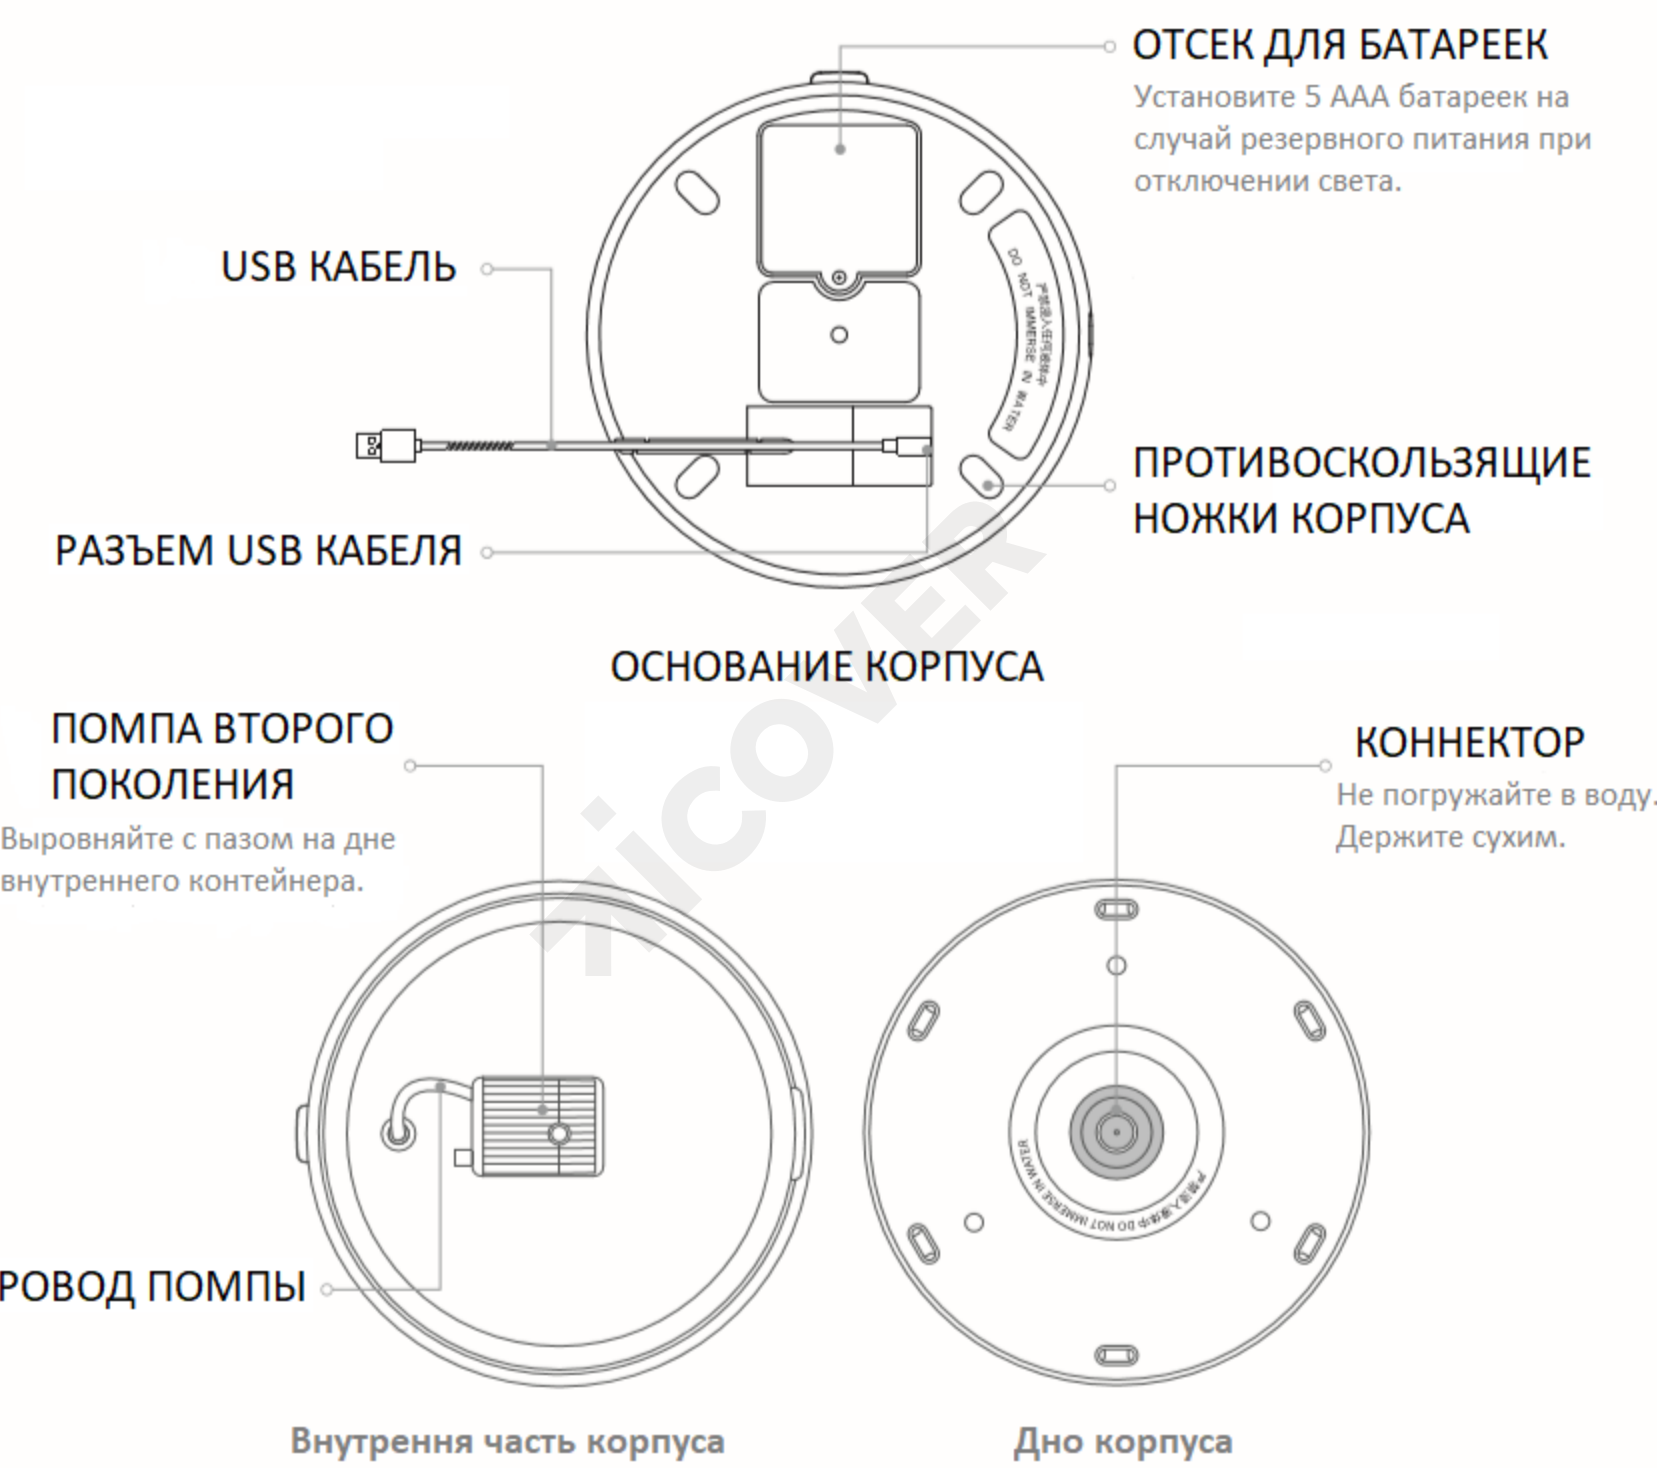 ОТСЕК ДЛЯ БАТАРЕЕК
Установите 5 ААА батареек на
случай резервного питания при
отключении света.
USB КАБЕЛЬ
DO NOT IMMERSE IN WATER
ПРОТИВОСКОЛЬЗЯЩИЕ
НОЖКИ КОРПУСА
РАЗЪЕМ USB КАБЕЛЯ
ОСНОВАНИЕ КОРПУСА
ПОМПА ВТОРОГО
ПОКОЛЕНИЯ
Выровняйте с пазом на дне
внутреннего контейнера.
КОННЕКТОР
Не погружайте в воду.
Держите сухим.
iCOVER
DO NOT IMMERSE IN WATER
РОВОД ПОМПЫ
Внутрення часть корпуса
Дно корпуса